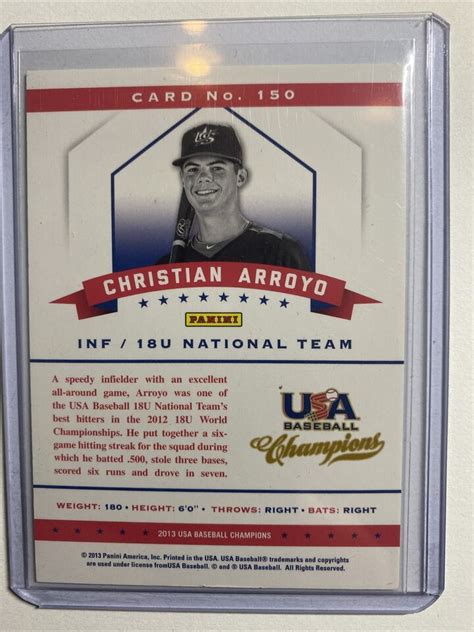 CARD No. 150
US
CHRISTIAN ARROYO
PANINI
INF / 18U NATIONAL TEAM
A speedy infielder with an excellent
all-around game, Arroyo was one of
the USA Baseball 18U National Team's
best hitters in the 2012 18U World
Championships. He put together a six-
game hitting streak for the squad during
which he batted .500, stole three bases,
scored six runs and drove in seven.
USA
BASEBALL
Champions
WEIGHT: 180 • HEIGHT: 6'0" • THROWS: RIGHT • BATS: RIGHT
2013 USA BASEBALL CHAMPIONS
© 2013 Panini America, Inc. Printed in the USA. USA Baseball® trademarks and copyrights
are used under license fromUSA Baseball. © and ® USA Baseball. All Rights Reserved.